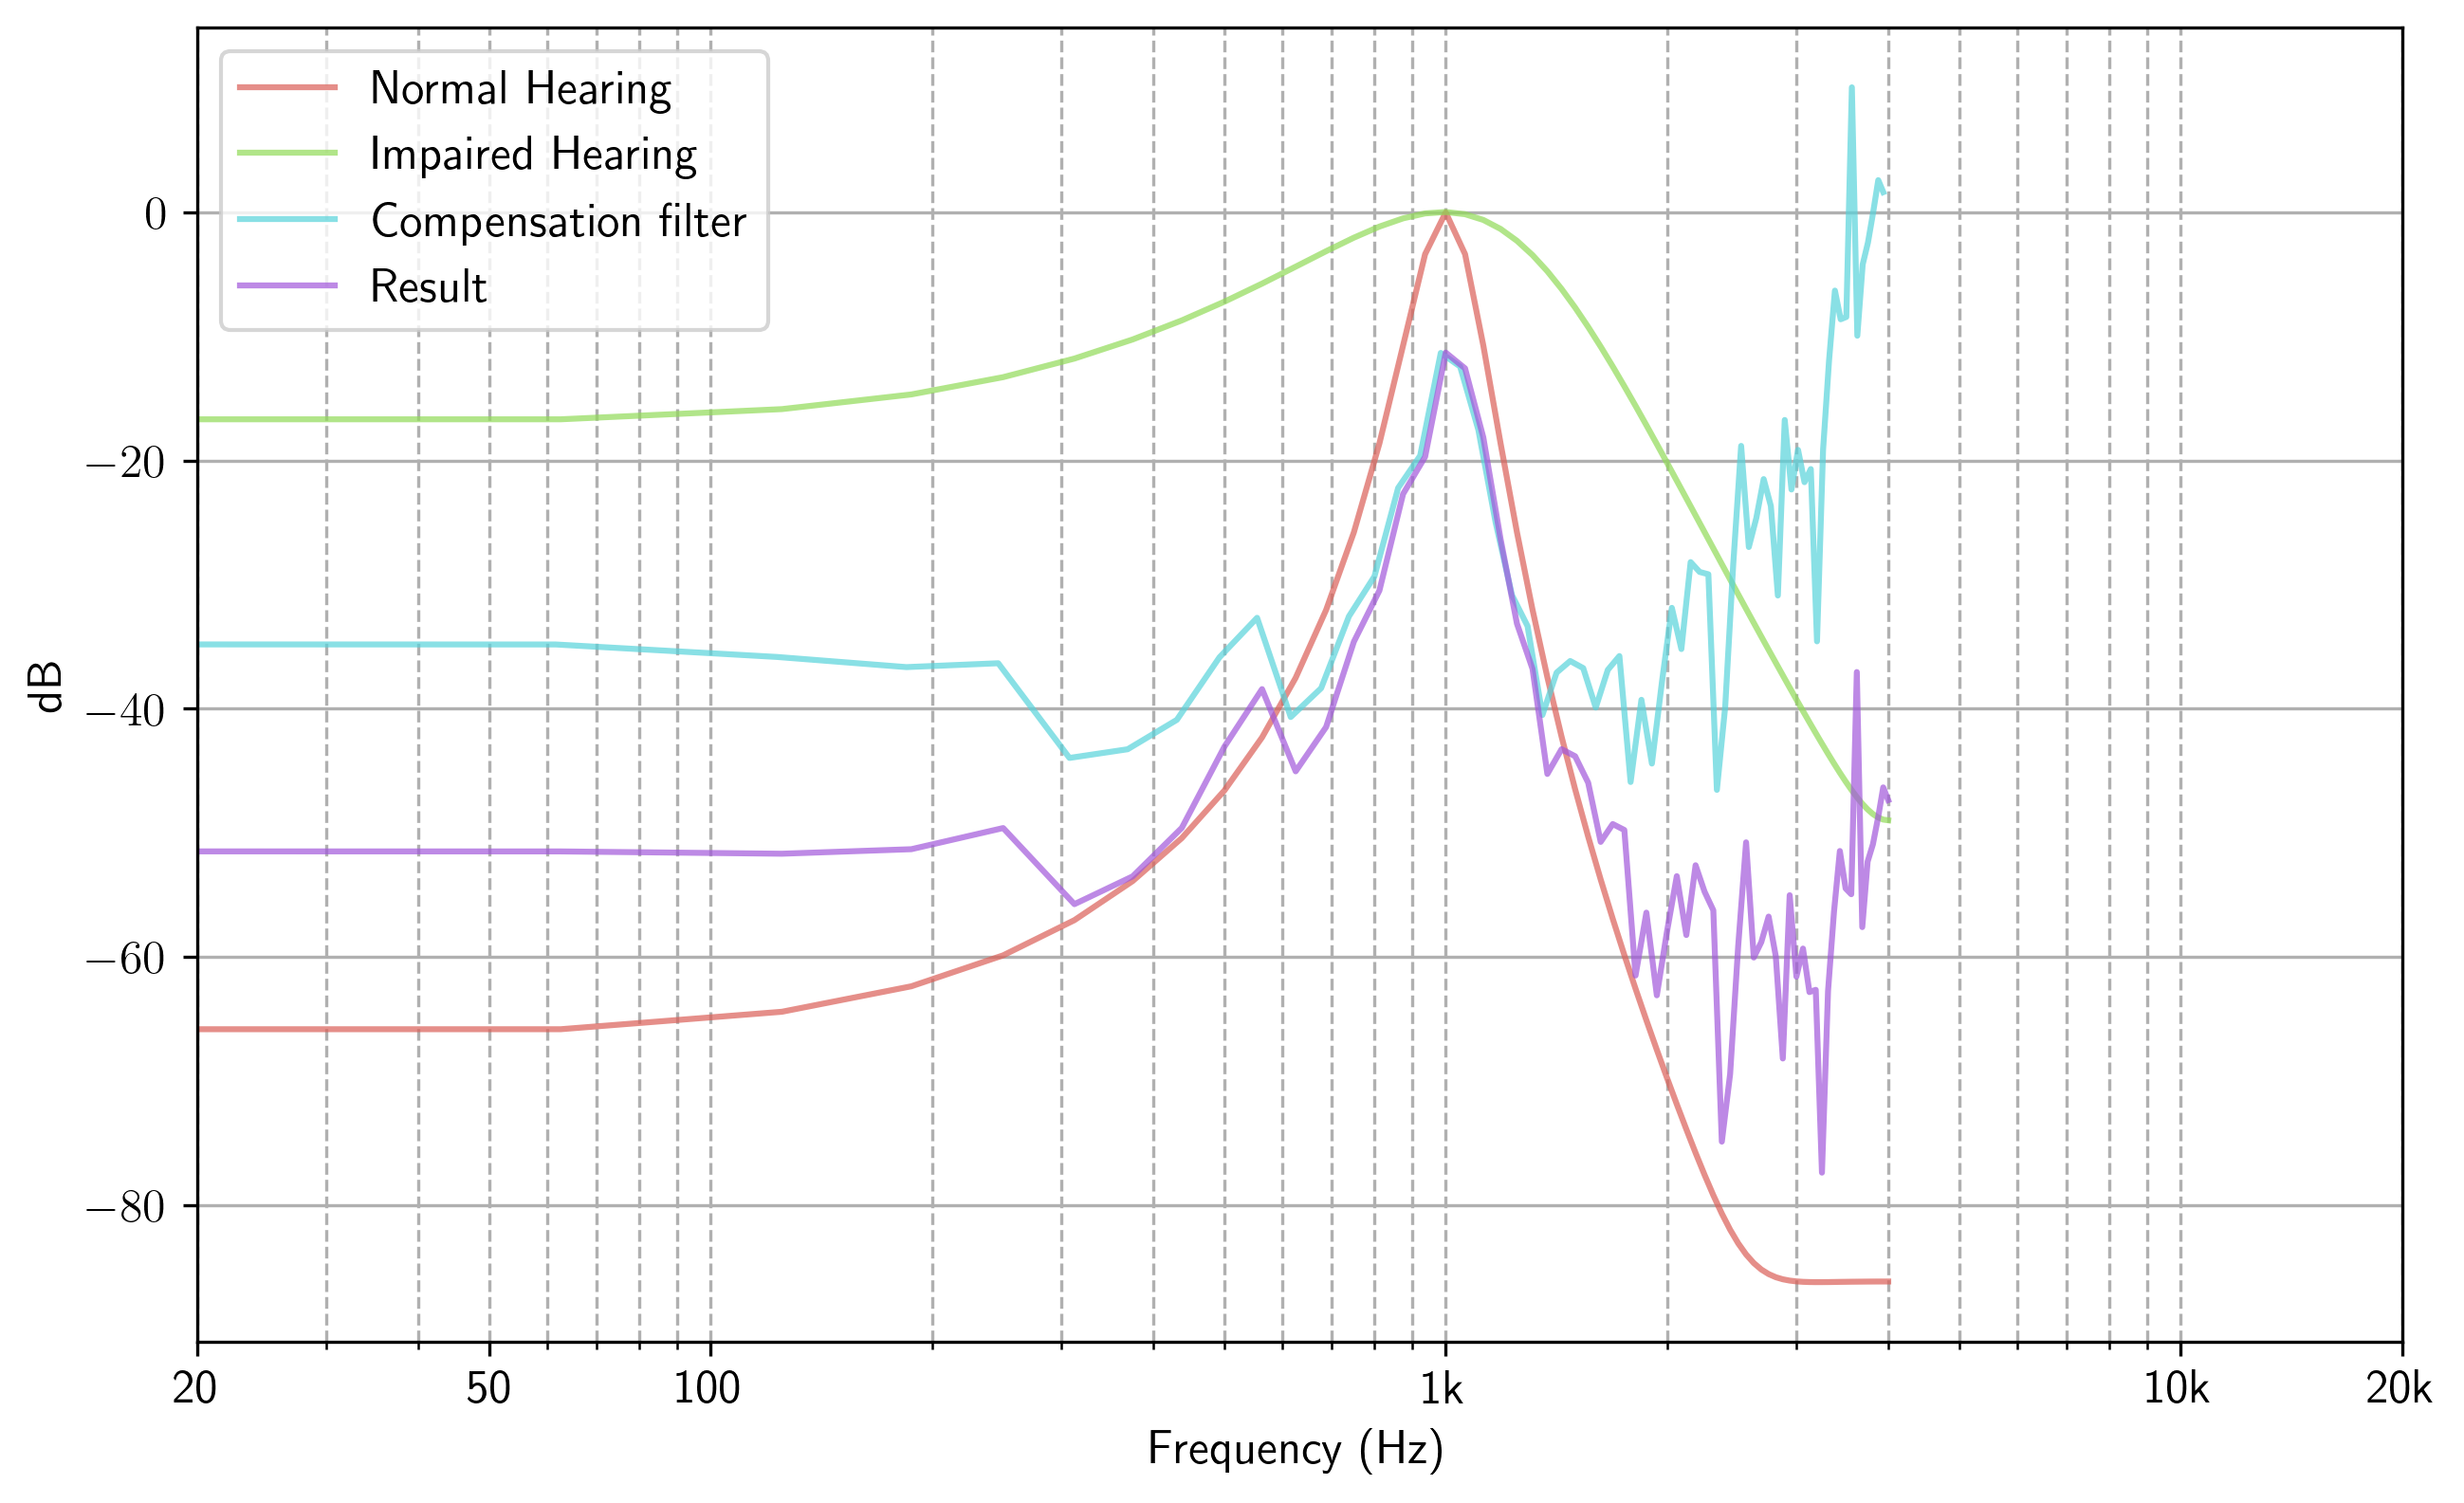 Normal Hearing
Impaired Hearing
Compensation filter
Result
0
−20
−40
−60
−80
dB
20 50 100 1k 10k 20k
Frequency (Hz)